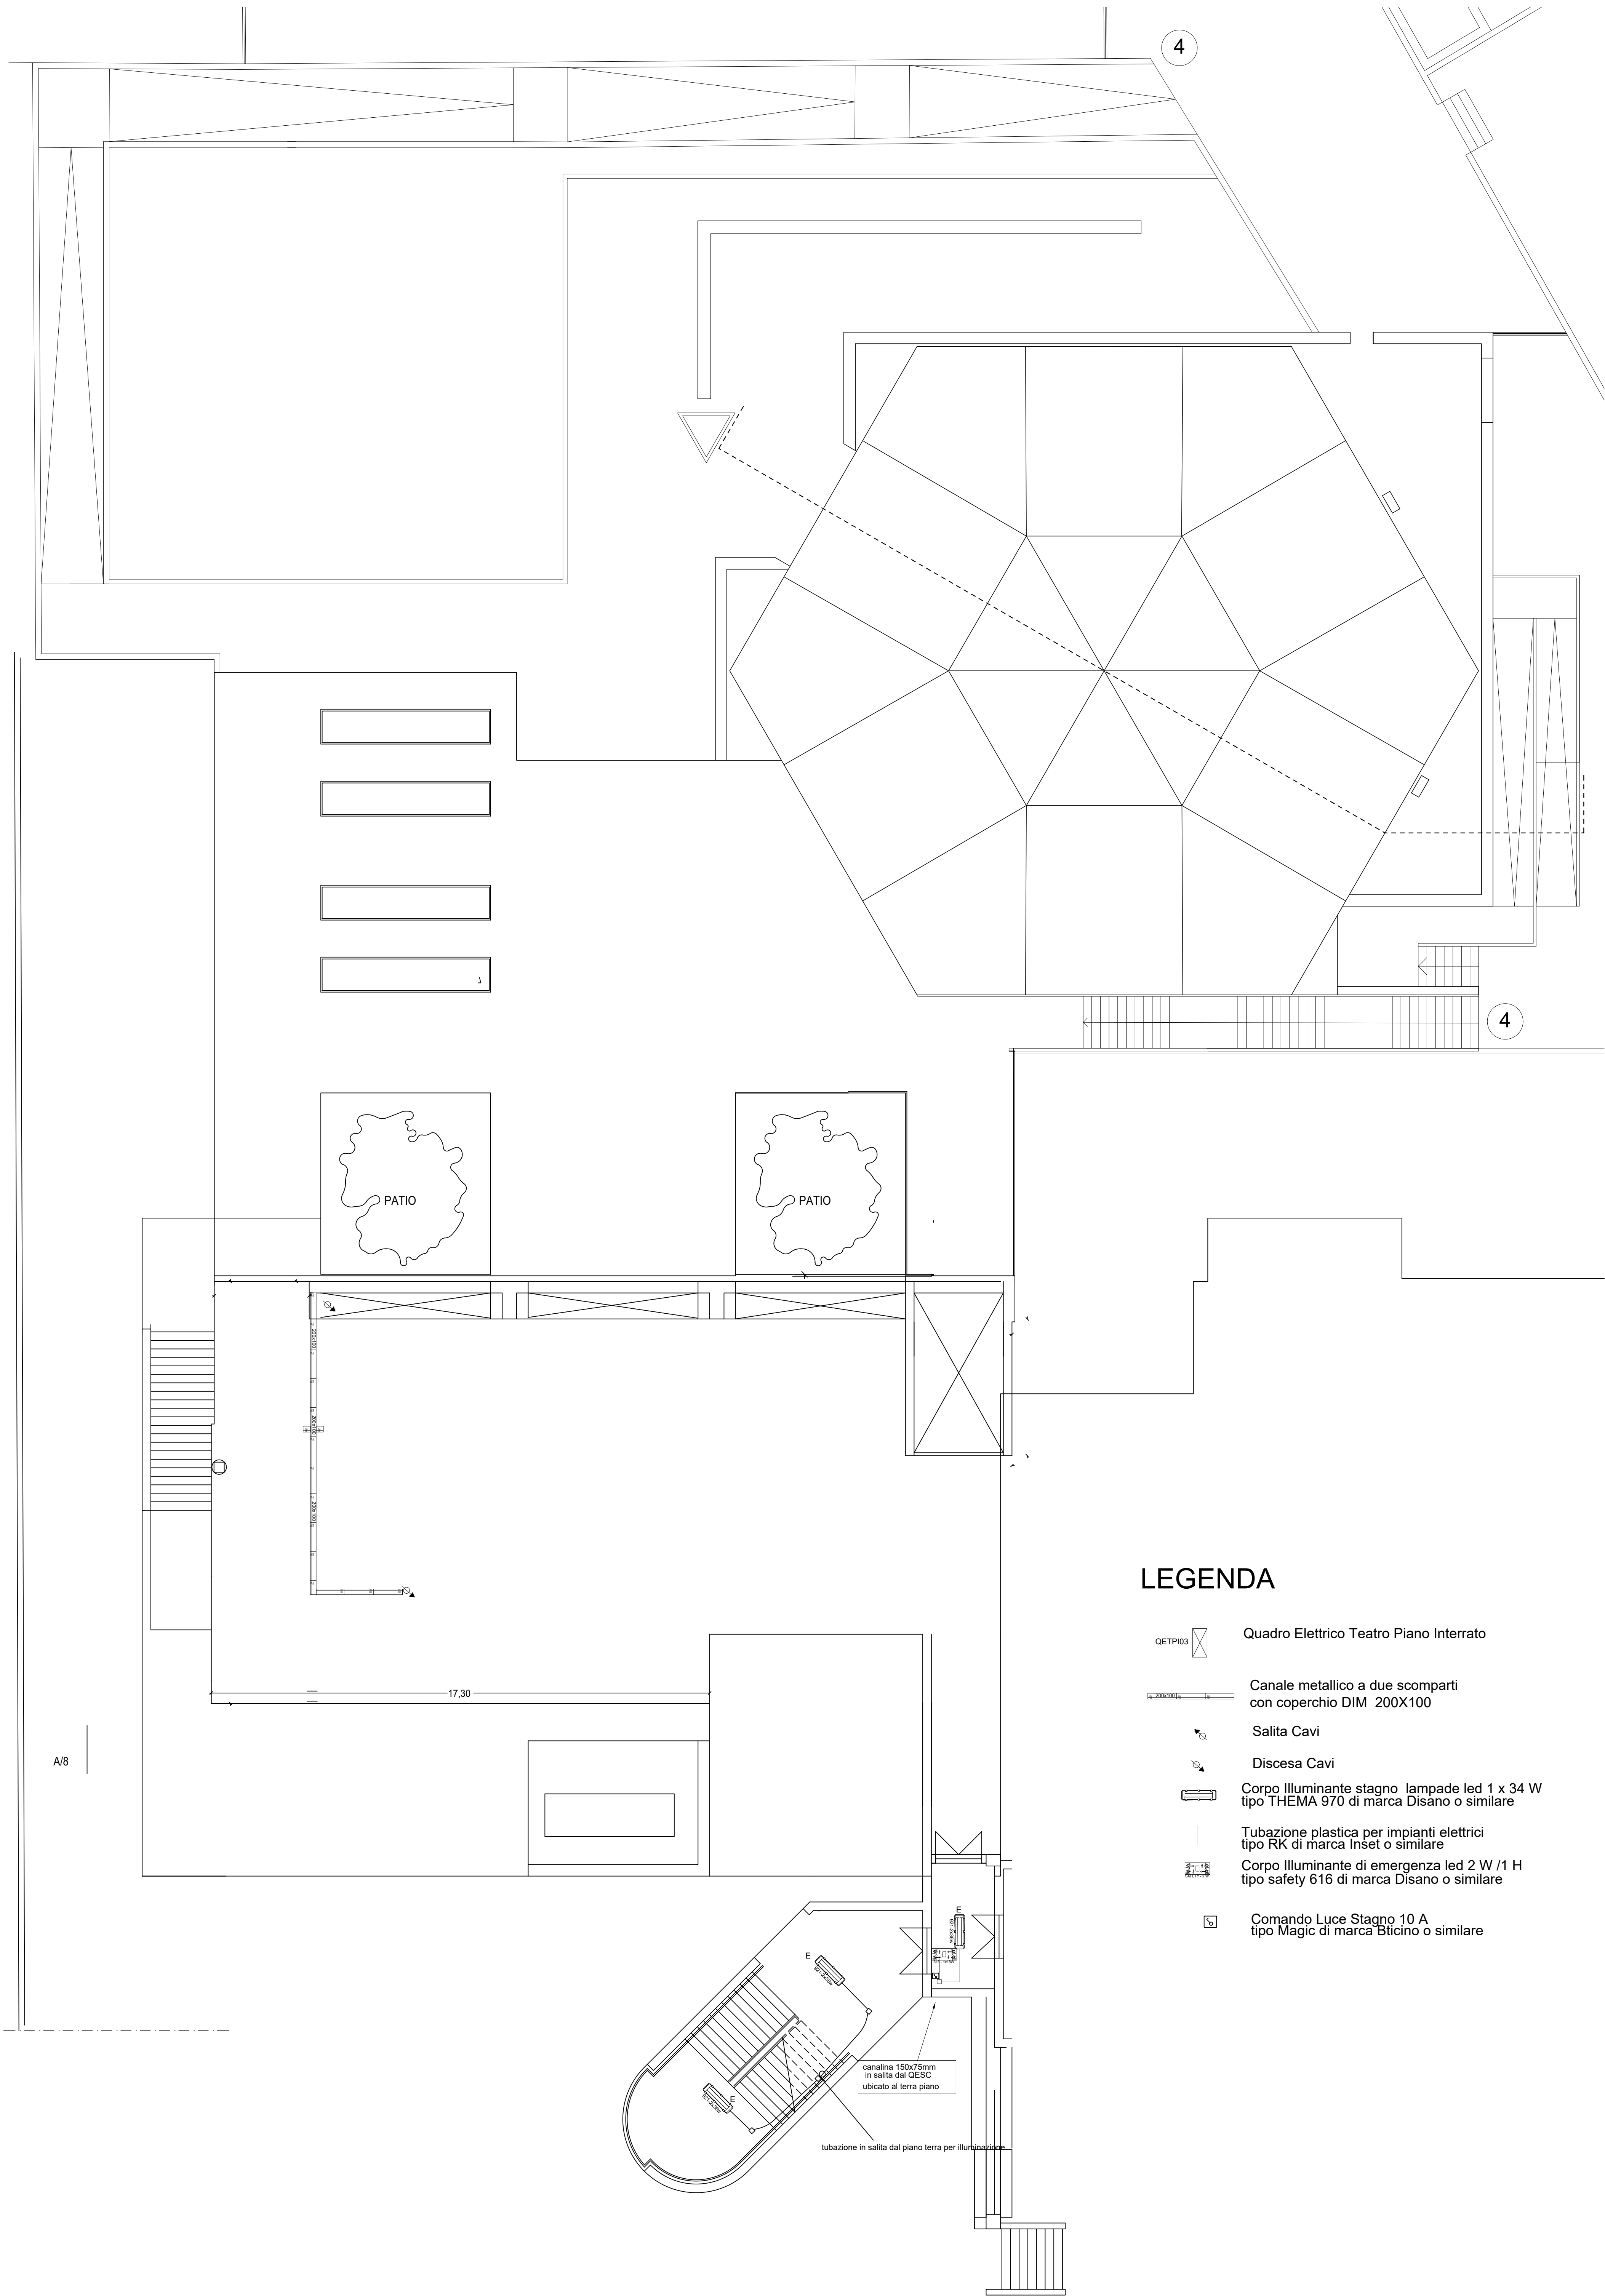 4
4
PATIO
PATIO
200x100
200x100
200x100
17,30
A/8
LEGENDA
QETPI03
Quadro Elettrico Teatro Piano Interrato
200x100
Canale metallico a due scomparti
con coperchio DIM 200X100
Salita Cavi
Discesa Cavi
Corpo Illuminante stagno lampade led 1 x 34 W
tipo THEMA 970 di marca Disano o similare
Tubazione plastica per impianti elettrici
tipo RK di marca Inset o similare
Corpo Illuminante di emergenza led 2 W /1 H
tipo safety 616 di marca Disano o similare
Comando Luce Stagno 10 A
tipo Magic di marca Bticino o similare
E
E
E
canalina 150x75mm
in salita dal QESC
ubicato al terra piano
tubazione in salita dal piano terra per illuminazione